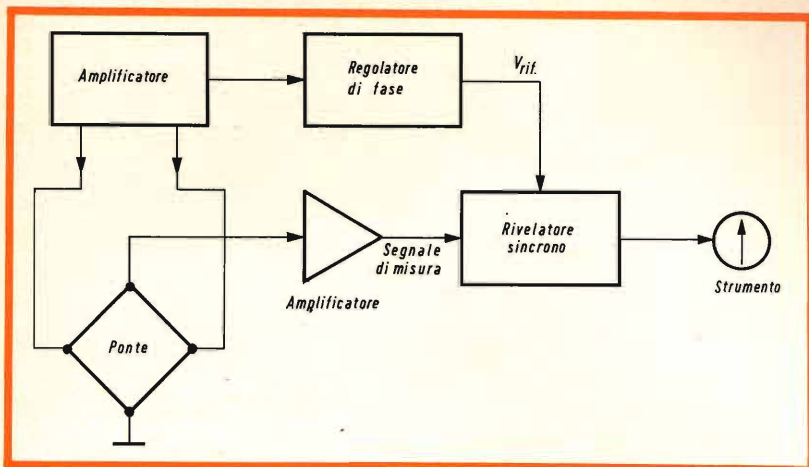 Amplificatore
Regolatore
di fase
Vrif.
Rivelatore
sincrono
Segnale
di misura
Amplificatore
Strumento
Ponte